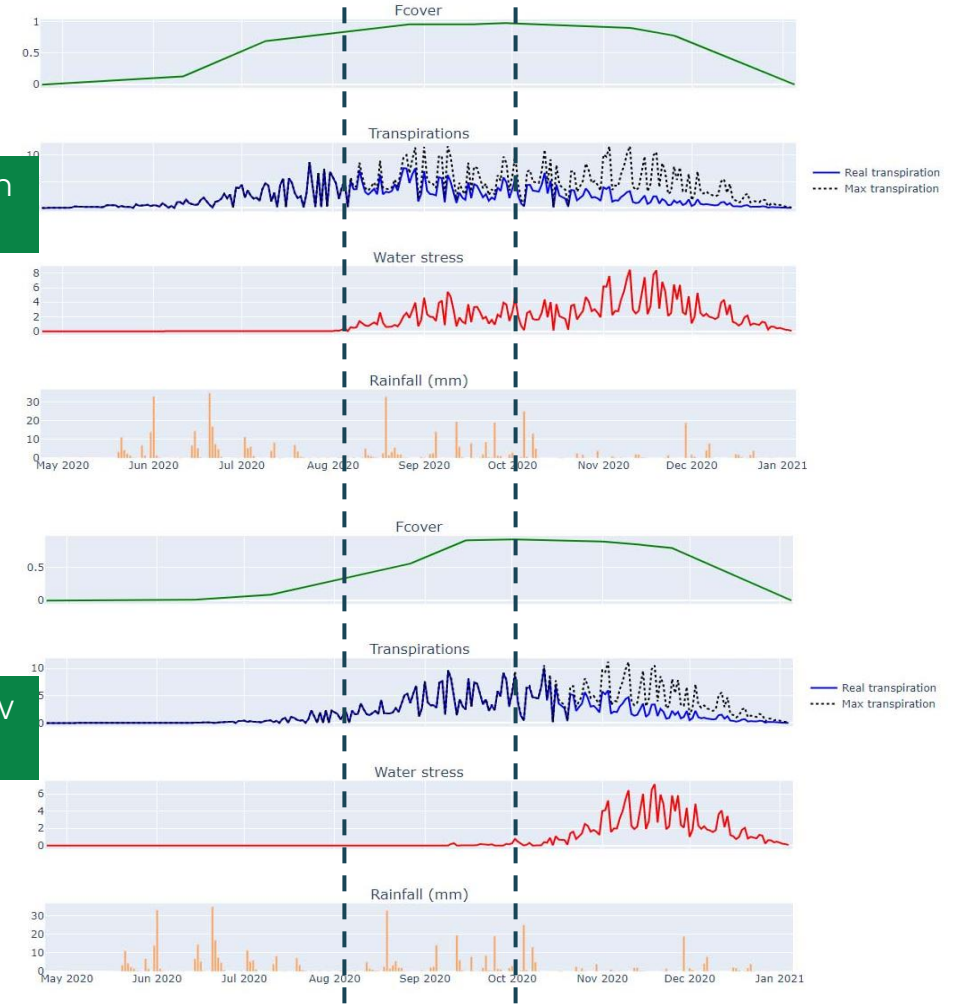 Fcover
1
0.5
0
Transpirations
10
n
Real transpiration
Max transpiration
Water stress
8
6
4
2
0
Rainfall (mm)
30
20
10
0
May 2020 Jun 2020 Jul 2020 Aug 2020 Sep 2020 Oct 2020 Nov 2020 Dec 2020 Jan 2021
Fcover
0.5
0
Transpirations
10
5
0
v
Real transpiration
Max transpiration
Water stress
6
4
2
0
Rainfall (mm)
30
20
10
0
May 2020 Jun 2020 Jul 2020 Aug 2020 Sep 2020 Oct 2020 Nov 2020 Dec 2020 Jan 2021